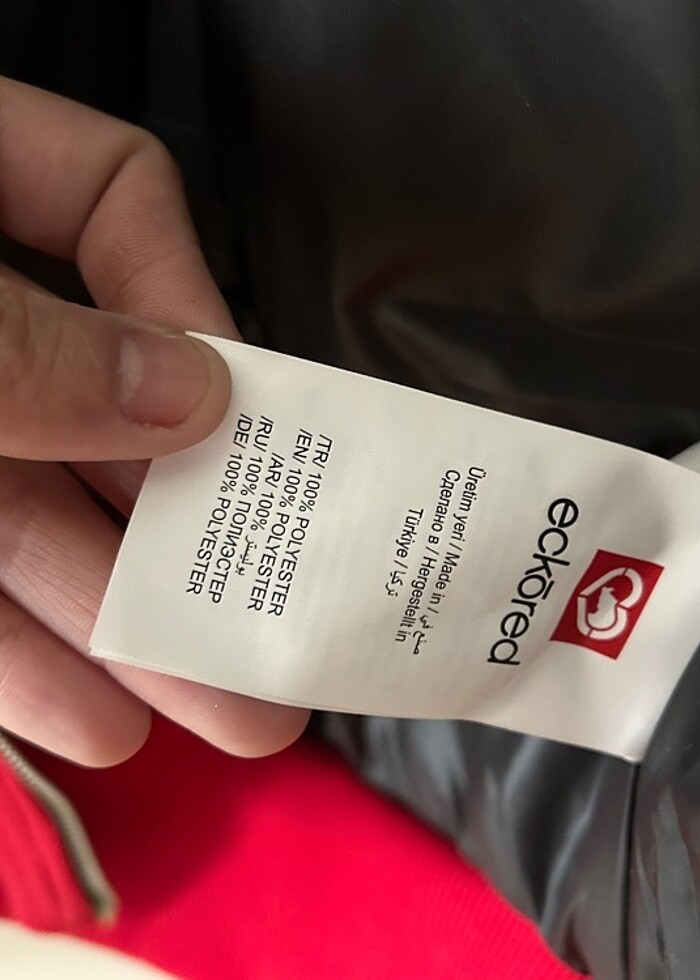 eckōred
Üretim yeri / Made in / صنع في /
Сделано в / Hergestellt in
Türkiye / تركيا
/TR/ 100% POLYESTER
/EN/ 100% POLYESTER
/AR/ 100% بوليستر
/RU/ 100% ПОЛИЭСТЕР
/DE/ 100% POLYESTER